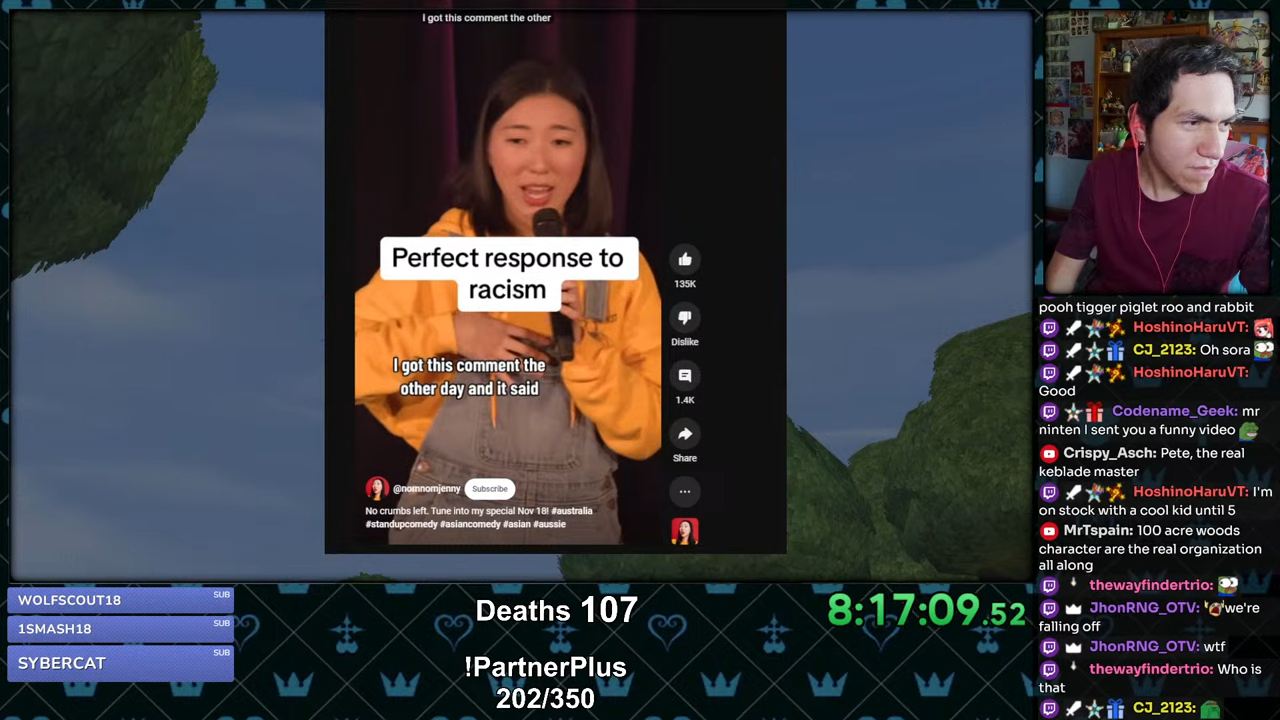 I got this comment the other
Perfect response to
racism
I got this comment the
other day and it said
135K
Dislike
1.4K
Share
@nomnomjenny
Subscribe
No crumbs left. Tune into my special Nov 18! #australia
#standupcomedy #asiancomedy #asian #aussie
WOLFSCOUT18
SUB
1SMASH18
SUB
SYBERCAT
SUB
Deaths 107
!PartnerPlus
202/350
8:17:09.52
pooh tigger piglet roo and rabbit
HoshinoHaruVT:
CJ_2123: Oh sora
HoshinoHaruVT:
Good
Codename_Geek: mr
ninten I sent you a funny video
Crispy_Asch: Pete, the real
keblade master
HoshinoHaruVT: I'm
on stock with a cool kid until 5
MrTspain: 100 acre woods
character are the real organization
all along
thewayfindertrio:
JhonRNG_OTV: we're
falling off
JhonRNG_OTV: wtf
thewayfindertrio: Who is
that
CJ_2123: